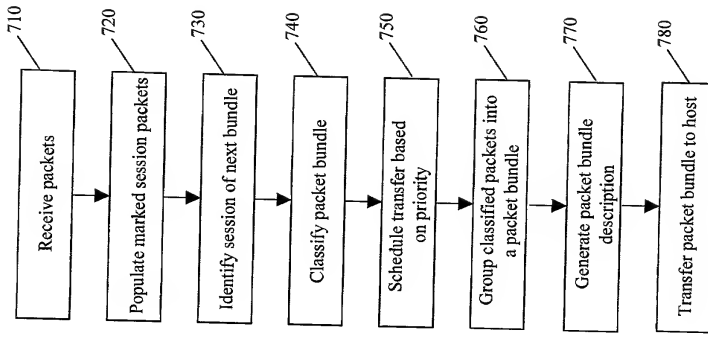 710
Receive packets
720
Populate marked session packets
730
Identify session of next bundle
740
Classify packet bundle
750
Schedule transfer based
on priority
760
Group classified packets into
a packet bundle
770
Generate packet bundle
description
780
Transfer packet bundle to host